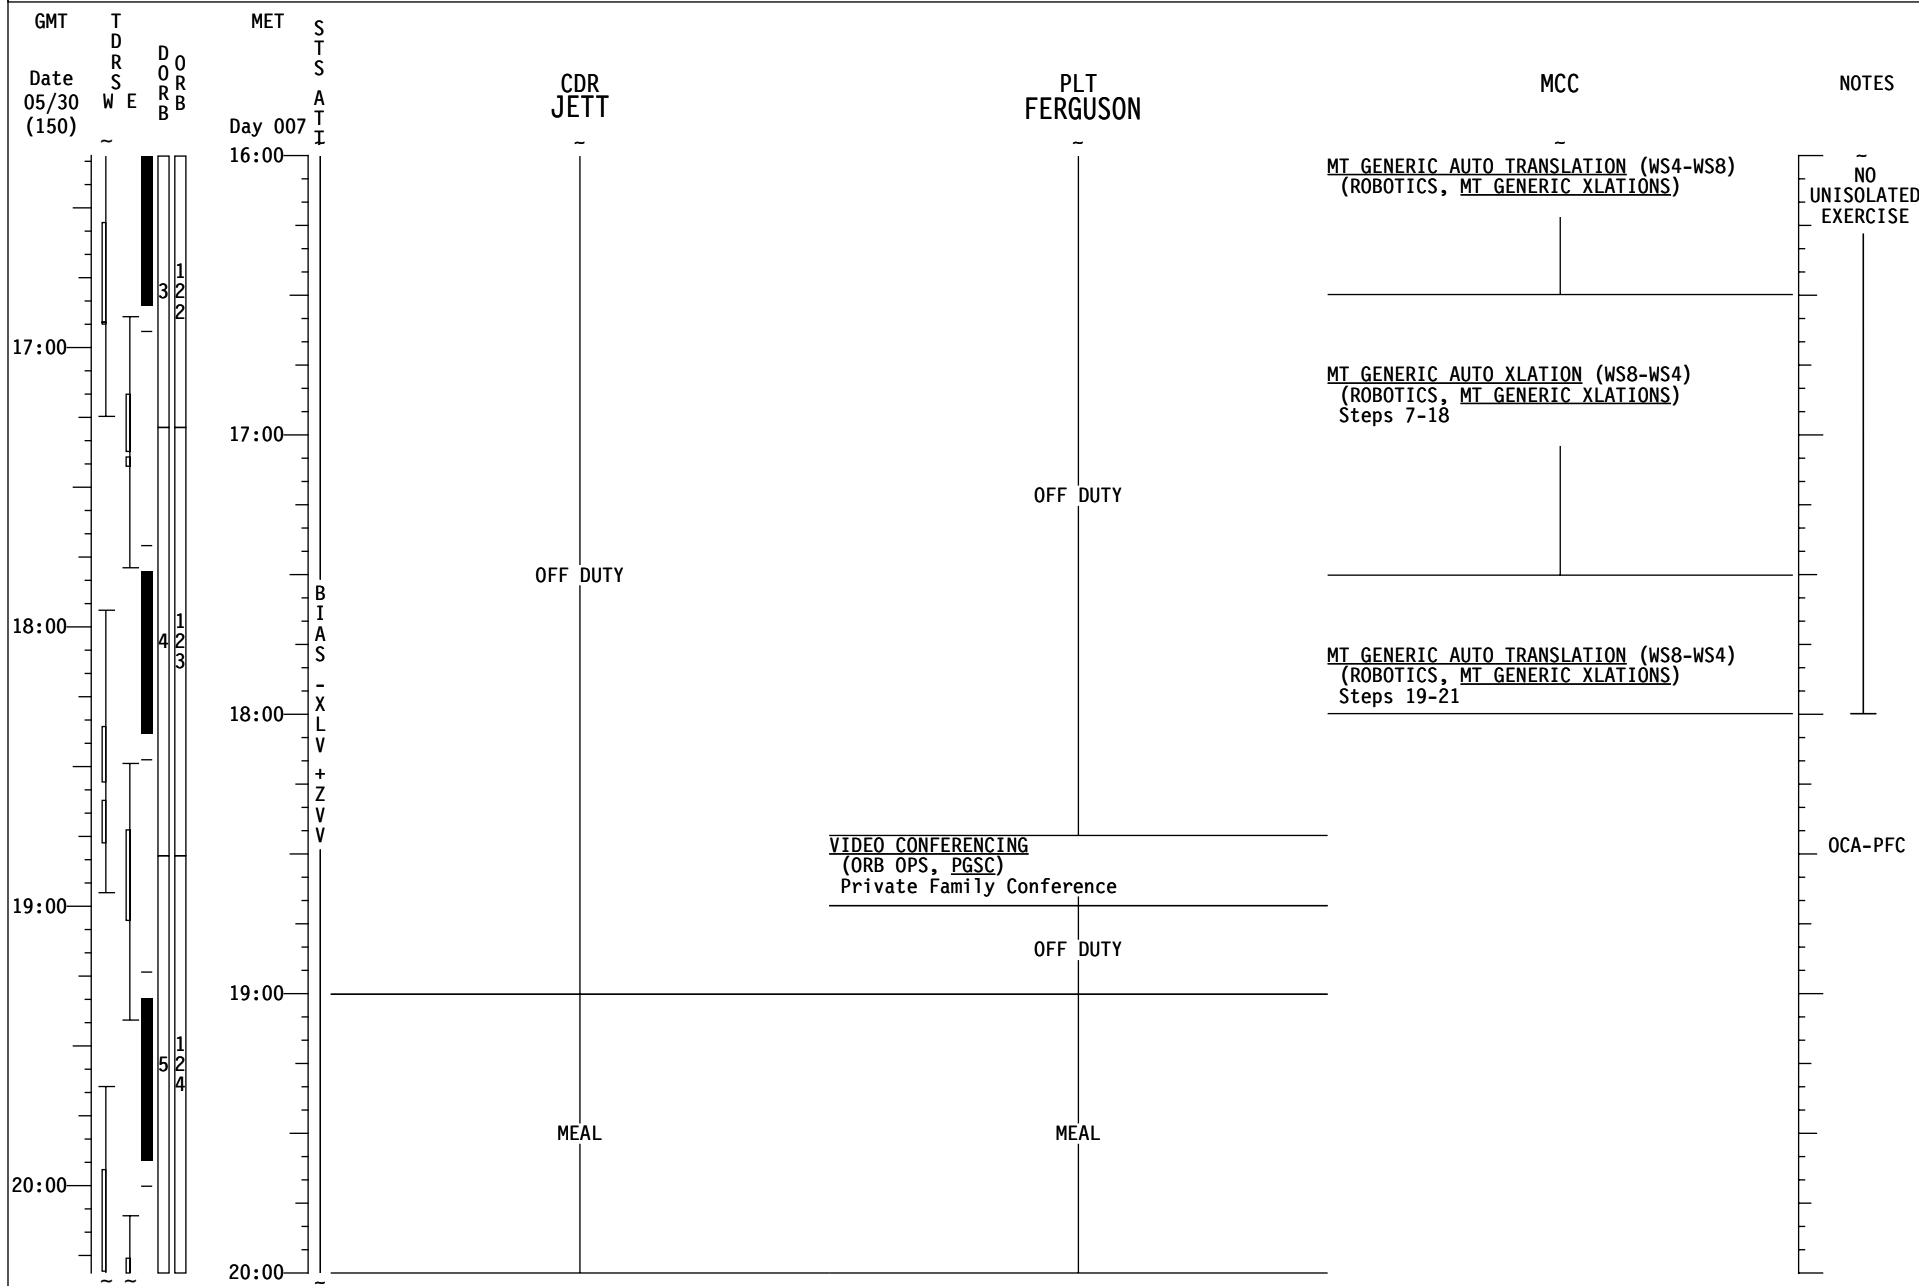 GMT
TDRS
W E
DORB
ORB
MET
STS ATT
Date
05/30
(150)
Day 007
CDR
JETT
PLT
FERGUSON
MCC
NOTES
~ ~ ~ ~ ~
16:00
MT GENERIC AUTO TRANSLATION (WS4-WS8)
(ROBOTICS, MT GENERIC XLATIONS)
NO
UNISOLATED
EXERCISE
3
122
17:00
MT GENERIC AUTO XLATION (WS8-WS4)
(ROBOTICS, MT GENERIC XLATIONS)
Steps 7-18
17:00
OFF DUTY
OFF DUTY
BIAS -XLV +ZVV
18:00
4
123
MT GENERIC AUTO TRANSLATION (WS8-WS4)
(ROBOTICS, MT GENERIC XLATIONS)
Steps 19-21
18:00
VIDEO CONFERENCING
(ORB OPS, PGSC)
Private Family Conference
OCA-PFC
19:00
OFF DUTY
19:00
5
124
MEAL
MEAL
20:00
20:00
~ ~ ~